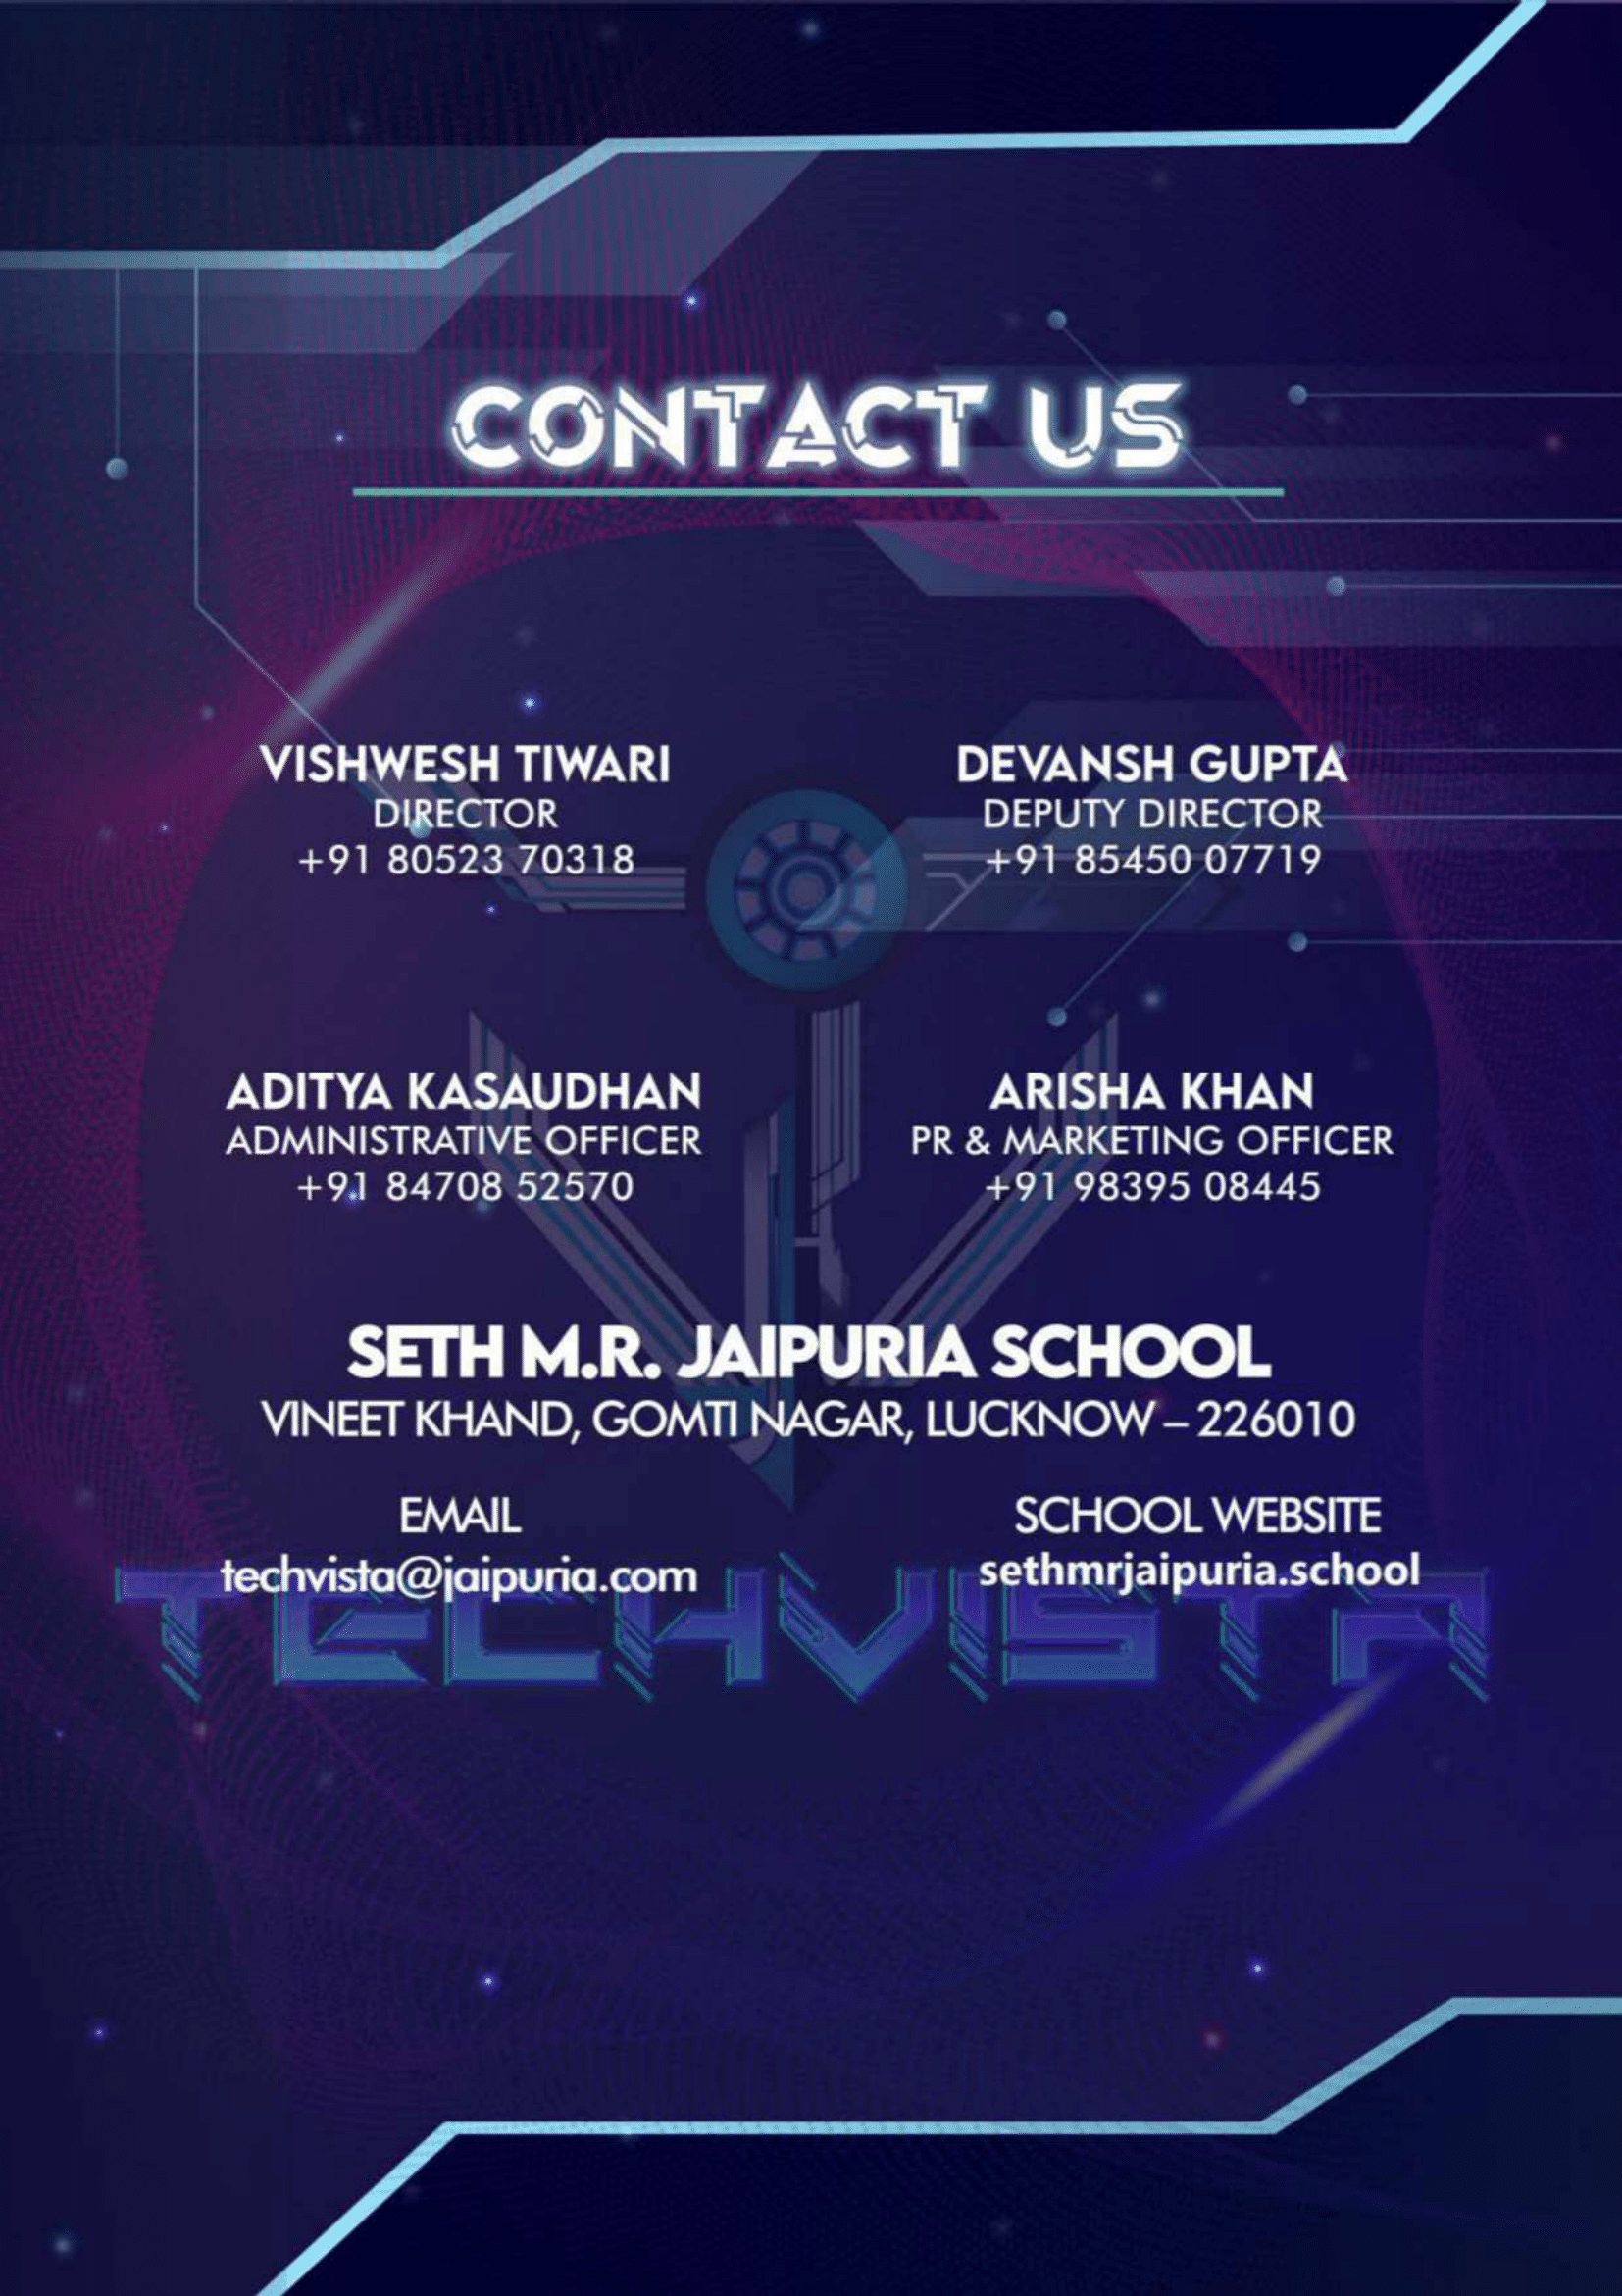 CONTACT US
VISHWESH TIWARI
DIRECTOR
+91 80523 70318
DEVANSH GUPTA
DEPUTY DIRECTOR
+91 85450 07719
ADITYA KASAUDHAN
ADMINISTRATIVE OFFICER
+91 84708 52570
ARISHA KHAN
PR & MARKETING OFFICER
+91 98395 08445
SETH M.R. JAIPURIA SCHOOL
VINEET KHAND, GOMTI NAGAR, LUCKNOW – 226010
EMAIL
techvista@jaipuria.com
SCHOOL WEBSITE
sethmrjaipuria.school
TECHVISTA